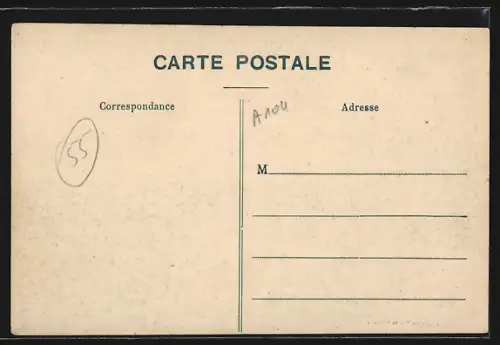 CARTE POSTALE
Correspondance
Adresse
A104
55
M